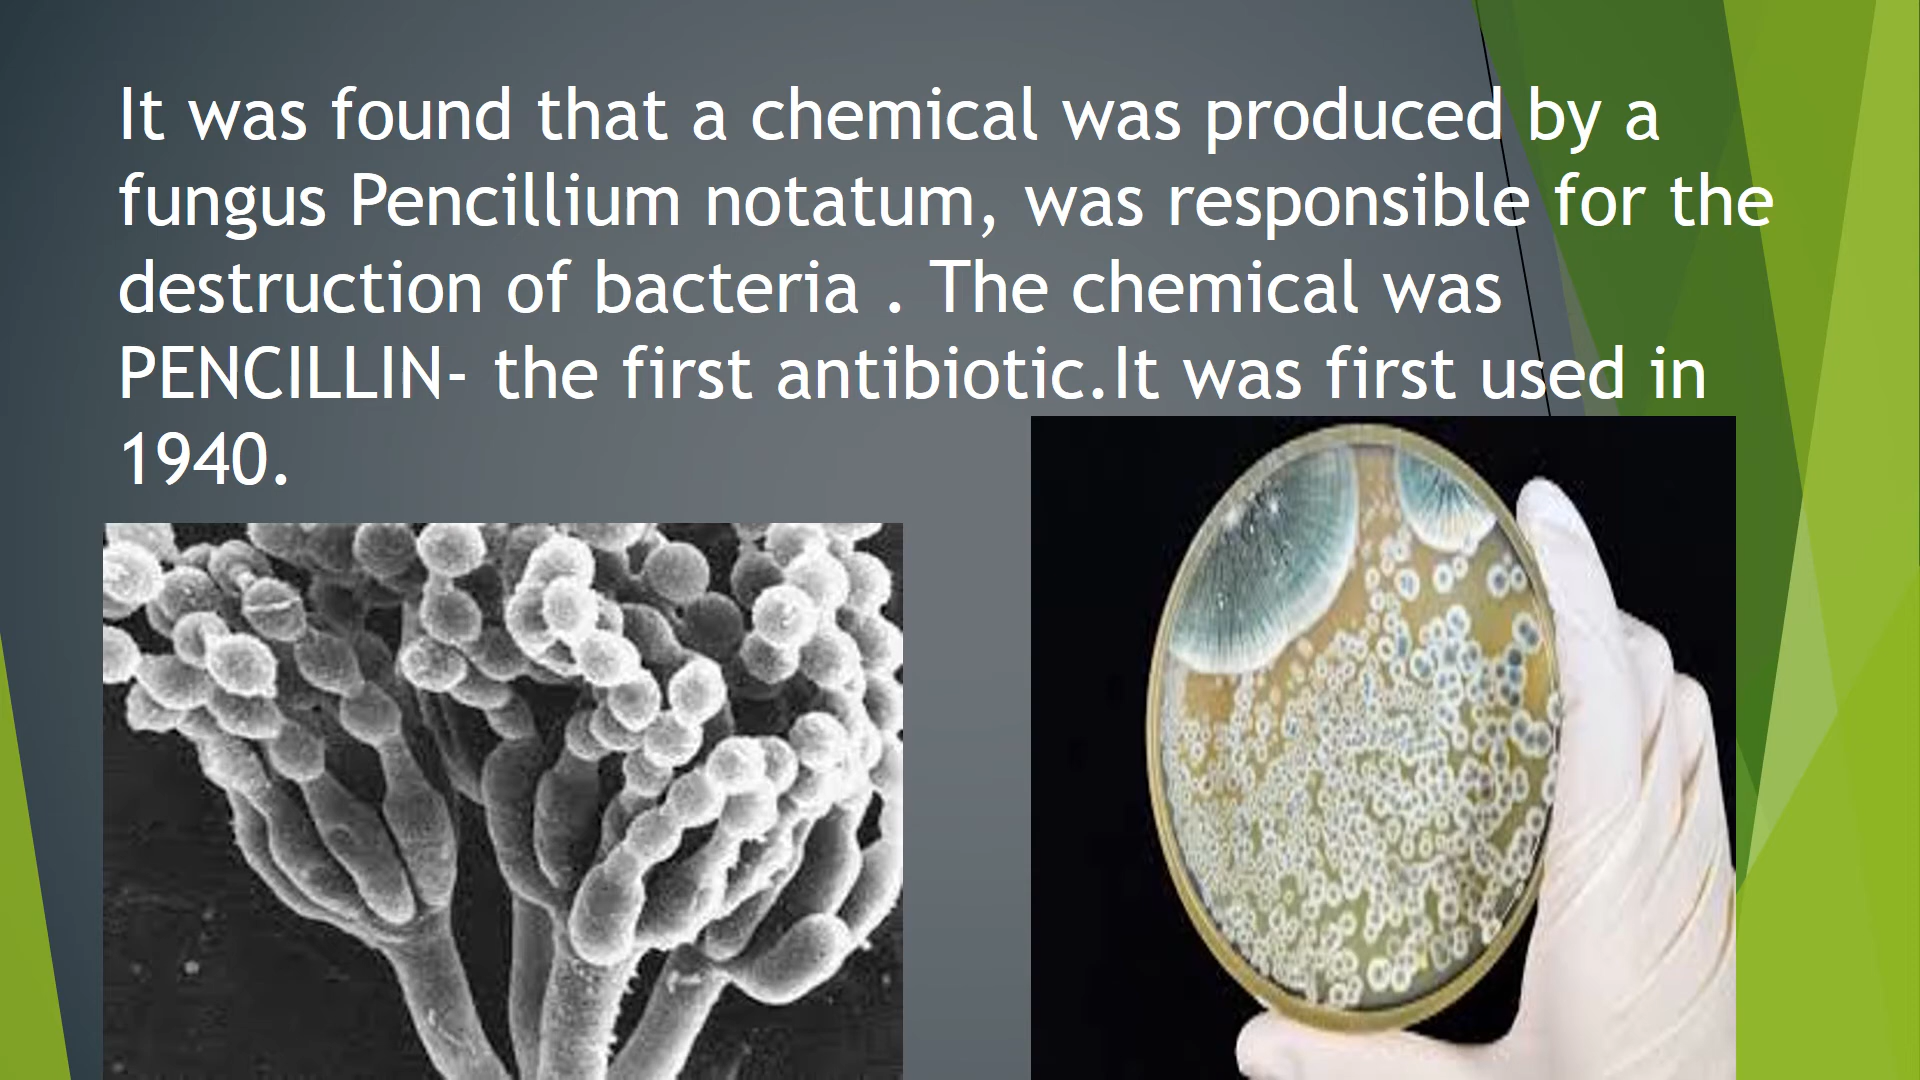 It was found that a chemical was produced by a
fungus Pencillium notatum, was responsible for the
destruction of bacteria . The chemical was
PENCILLIN- the first antibiotic.It was first used in
1940.